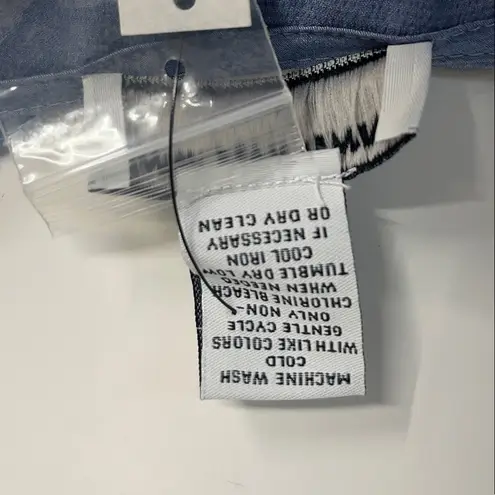 MACHINE WASH
COLD
WITH LIKE COLORS
GENTLE CYCLE
ONLY NON-
CHLORINE BLEACH
WHEN NEEDED
TUMBLE DRY LOW
COOL IRON
IF NECESSARY
OR DRY CLEAN